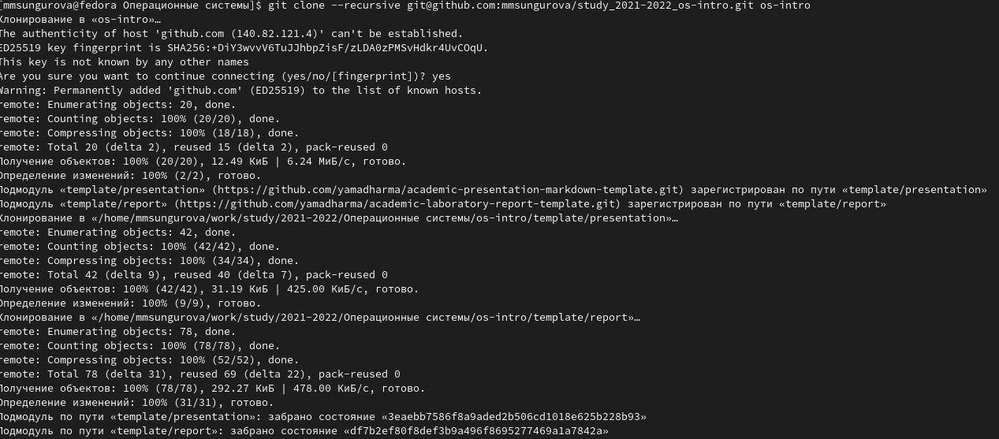 [mmsungurova@fedora Операционные системы]$ git clone --recursive git@github.com:mmsungurova/study_2021-2022_os-intro.git os-intro
Клонирование в «os-intro»…
The authenticity of host 'github.com (140.82.121.4)' can't be established.
ED25519 key fingerprint is SHA256:+DiY3wvvV6TuJJhbpZisF/zLDA0zPMSvHdkr4UvCOqU.
This key is not known by any other names
Are you sure you want to continue connecting (yes/no/[fingerprint])? yes
Warning: Permanently added 'github.com' (ED25519) to the list of known hosts.
remote: Enumerating objects: 20, done.
remote: Counting objects: 100% (20/20), done.
remote: Compressing objects: 100% (18/18), done.
remote: Total 20 (delta 2), reused 15 (delta 2), pack-reused 0
Получение объектов: 100% (20/20), 12.49 КиБ | 6.24 МиБ/с, готово.
Определение изменений: 100% (2/2), готово.
Подмодуль «template/presentation» (https://github.com/yamadharma/academic-presentation-markdown-template.git) зарегистрирован по пути «template/presentation»
Подмодуль «template/report» (https://github.com/yamadharma/academic-laboratory-report-template.git) зарегистрирован по пути «template/report»
Клонирование в «/home/mmsungurova/work/study/2021-2022/Операционные системы/os-intro/template/presentation»…
remote: Enumerating objects: 42, done.
remote: Counting objects: 100% (42/42), done.
remote: Compressing objects: 100% (34/34), done.
remote: Total 42 (delta 9), reused 40 (delta 7), pack-reused 0
Получение объектов: 100% (42/42), 31.19 КиБ | 425.00 КиБ/с, готово.
Определение изменений: 100% (9/9), готово.
Клонирование в «/home/mmsungurova/work/study/2021-2022/Операционные системы/os-intro/template/report»…
remote: Enumerating objects: 78, done.
remote: Counting objects: 100% (78/78), done.
remote: Compressing objects: 100% (52/52), done.
remote: Total 78 (delta 31), reused 69 (delta 22), pack-reused 0
Получение объектов: 100% (78/78), 292.27 КиБ | 478.00 КиБ/с, готово.
Определение изменений: 100% (31/31), готово.
Подмодуль по пути «template/presentation»: забрано состояние «3eaebb7586f8a9aded2b506cd1018e625b228b93»
Подмодуль по пути «template/report»: забрано состояние «df7b2ef80f8def3b9a496f8695277469a1a7842a»